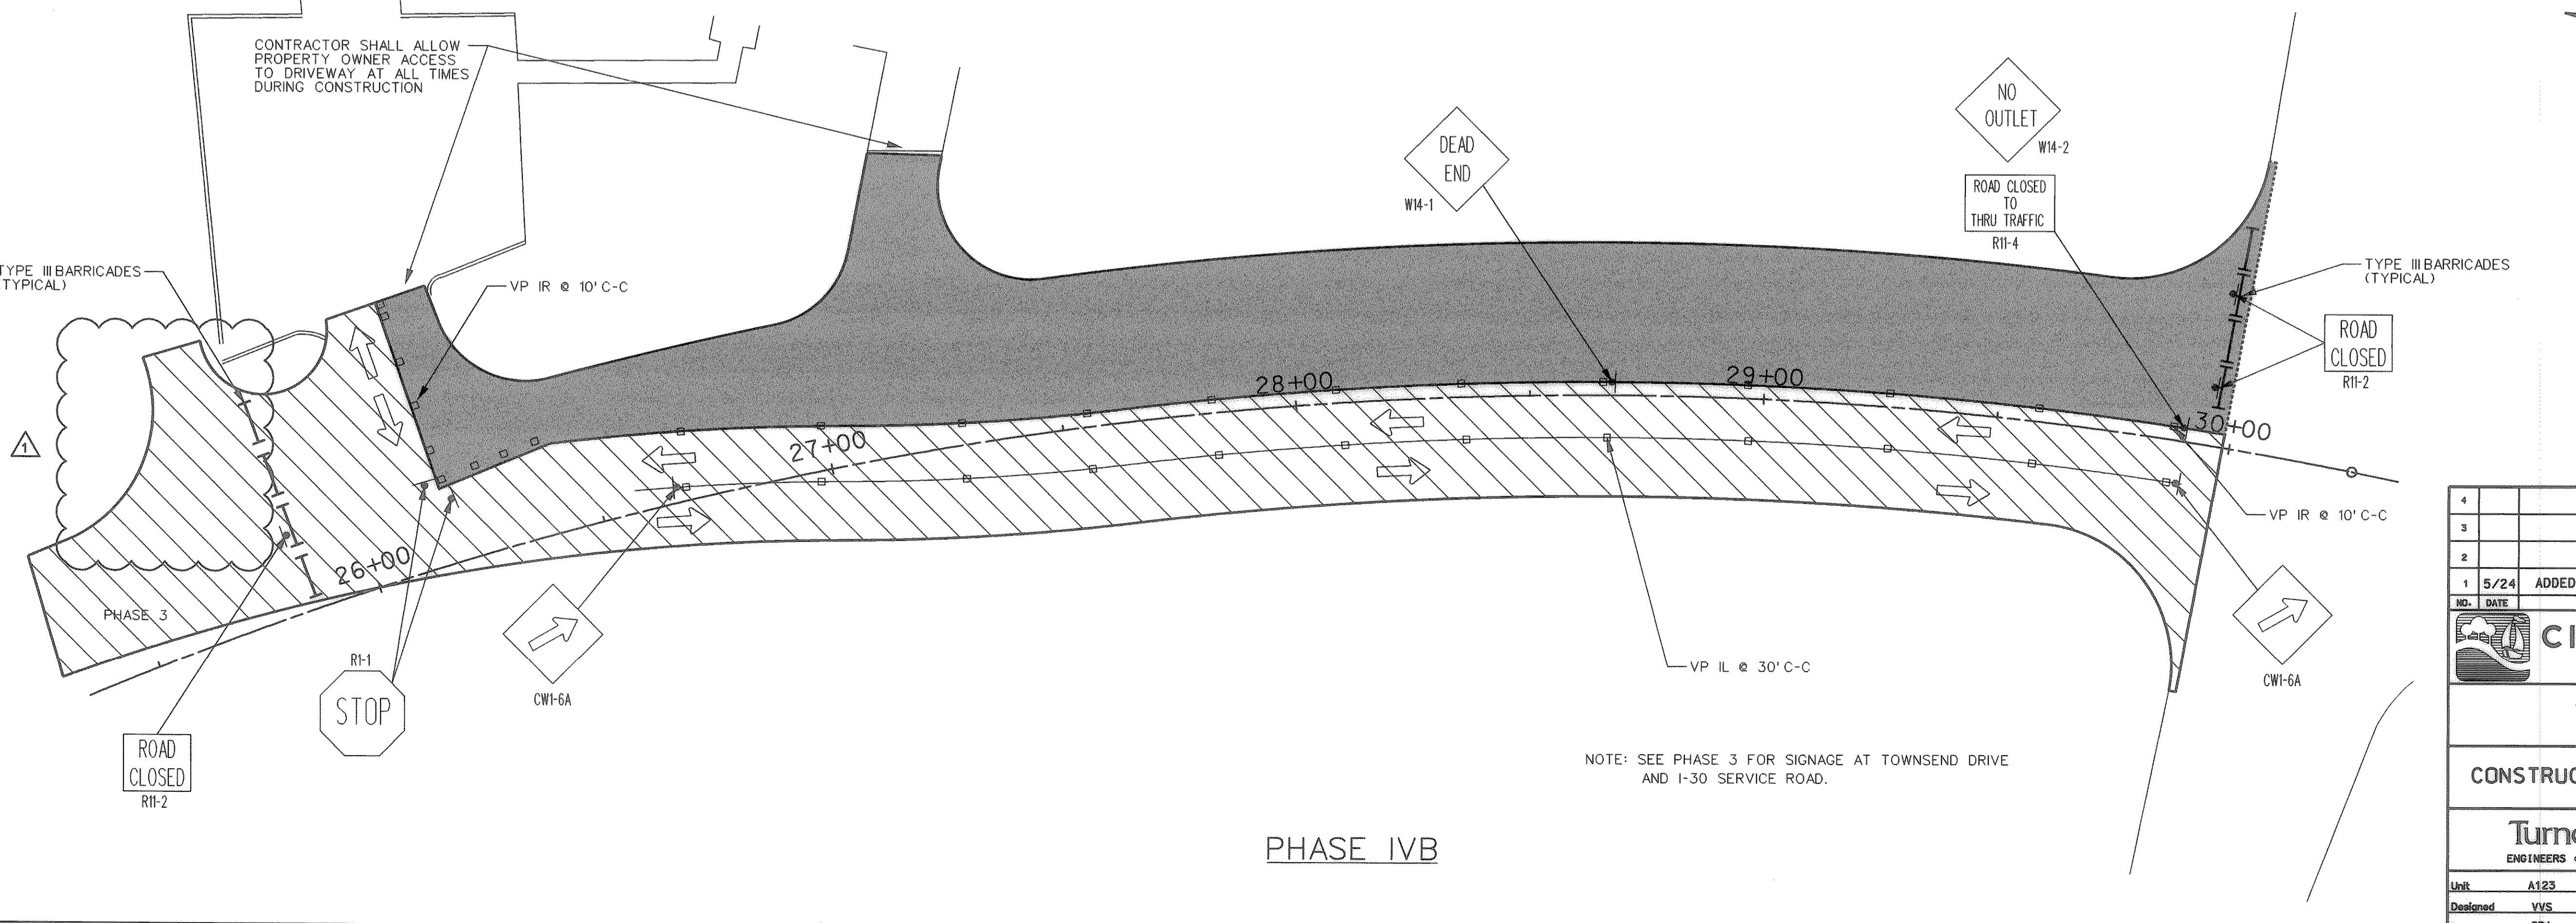 CONTRACTOR SHALL ALLOW
PROPERTY OWNER ACCESS
TO DRIVEWAY AT ALL TIMES
DURING CONSTRUCTION
TYPE III BARRICADES
(TYPICAL)
VP IR @ 10' C-C
DEAD
END
W14-1
NO
OUTLET
W14-2
ROAD CLOSED
TO
THRU TRAFFIC
R11-4
TYPE III BARRICADES
(TYPICAL)
ROAD
CLOSED
R11-2
1
26+00
27+00
28+00
29+00
30+00
PHASE 3
VP IR @ 10' C-C
R1-1
STOP
CW1-6A
VP IL @ 30' C-C
CW1-6A
ROAD
CLOSED
R11-2
NOTE: SEE PHASE 3 FOR SIGNAGE AT TOWNSEND DRIVE
AND I-30 SERVICE ROAD.
PHASE IVB
4
3
2
1 5/24 ADDED
NO. DATE
CI
CONSTRUC
Turn
ENGINEERS
Unit A123
Designed VVS